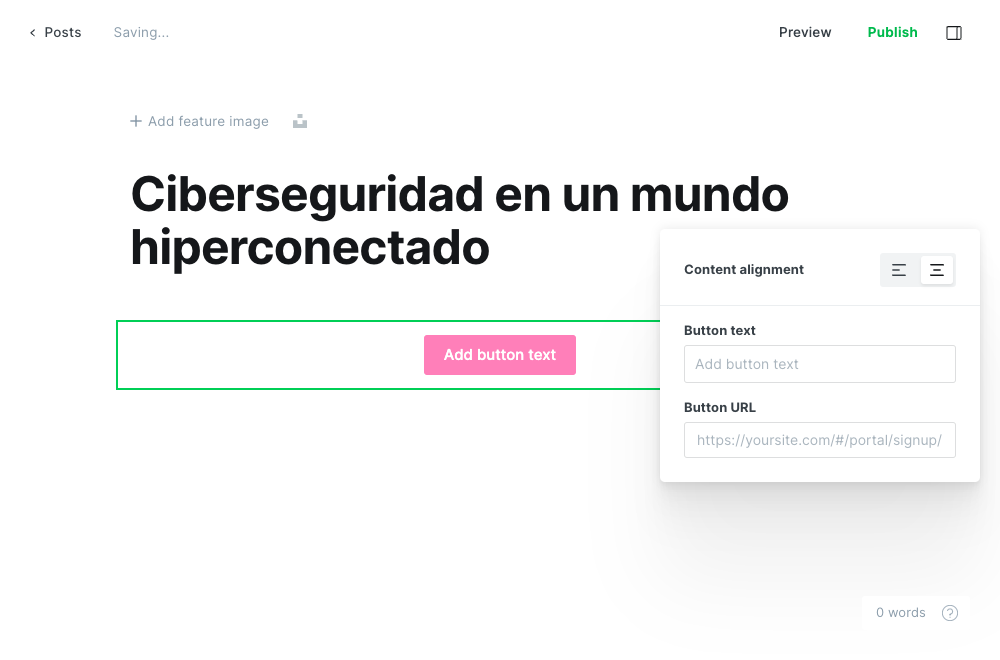 Posts
Saving...
Preview
Publish
Add feature image
Ciberseguridad en un mundo
hiperconectado
Add button text
Content alignment
Button text
Add button text
Button URL
https://yoursite.com/#/portal/signup/
0 words
?